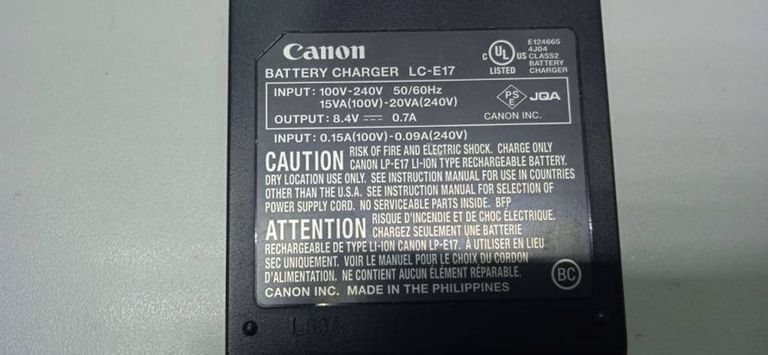 Canon
BATTERY CHARGER LC-E17
c UL US
LISTED
E124665
4J04
CLASS2
BATTERY
CHARGER
INPUT: 100V-240V 50/60Hz
15VA(100V)-20VA(240V)
OUTPUT: 8.4V ⎓ 0.7A
PS
E
JQA
CANON INC.
INPUT: 0.15A(100V)-0.09A(240V)
CAUTION RISK OF FIRE AND ELECTRIC SHOCK. CHARGE ONLY
CANON LP-E17 LI-ION TYPE RECHARGEABLE BATTERY.
DRY LOCATION USE ONLY. SEE INSTRUCTION MANUAL FOR USE IN COUNTRIES
OTHER THAN THE U.S.A. SEE INSTRUCTION MANUAL FOR SELECTION OF
POWER SUPPLY CORD. NO SERVICEABLE PARTS INSIDE. BFP
ATTENTION RISQUE D'INCENDIE ET DE CHOC ÉLECTRIQUE.
CHARGEZ SEULEMENT UNE BATTERIE
RECHARGEABLE DE TYPE LI-ION CANON LP-E17. À UTILISER EN LIEU
SEC UNIQUEMENT. VOIR LE MANUEL POUR LE CHOIX DU CORDON
D'ALIMENTATION. NE CONTIENT AUCUN ÉLÉMENT RÉPARABLE.
CANON INC. MADE IN THE PHILIPPINES
BC